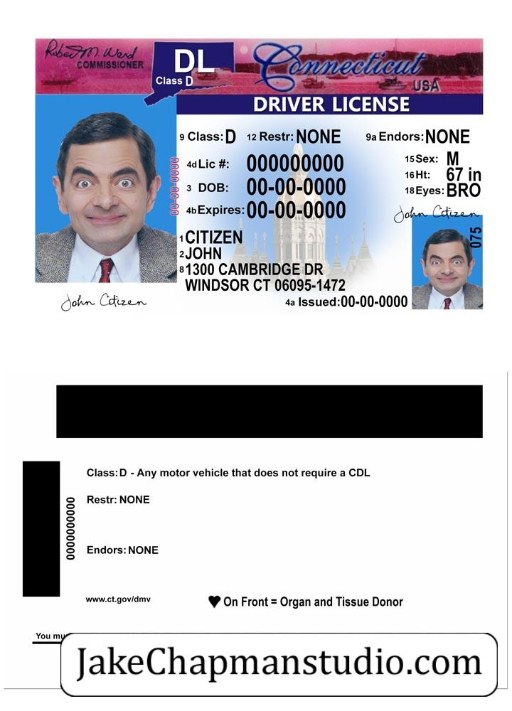 Robert M Ward
COMMISSIONER
DL
Class D
Connecticut
USA
DRIVER LICENSE
9 Class: D 12 Restr: NONE 9a Endors: NONE
4d Lic #: 000000000
15 Sex: M
3 DOB: 00-00-0000
16 Ht: 67 in
4b Expires: 00-00-0000
18 Eyes: BRO
00-00-0000
John Citizen
1 CITIZEN
2 JOHN
8 1300 CAMBRIDGE DR
WINDSOR CT 06095-1472
4a Issued: 00-00-0000
075
John Citizen
Class: D - Any motor vehicle that does not require a CDL
Restr: NONE
0000000000
Endors: NONE
www.ct.gov/dmv
♥ On Front = Organ and Tissue Donor
You mu
JakeChapmanstudio.com